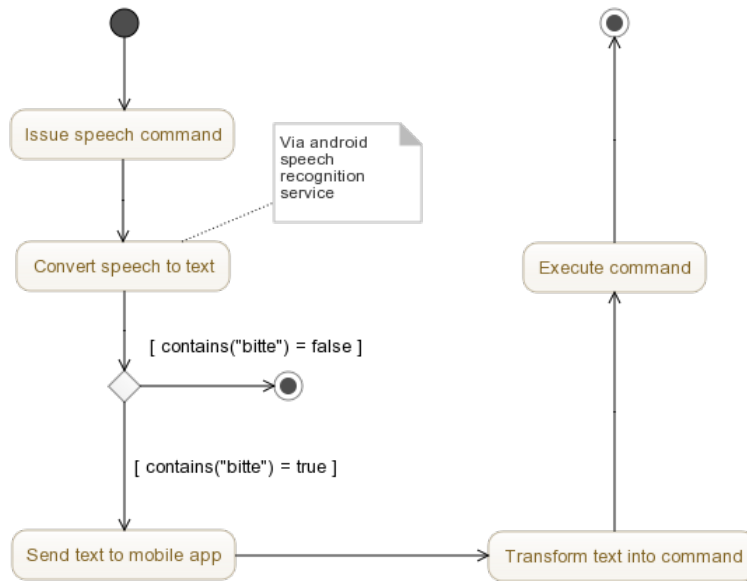 Issue speech command
Via android
speech
recognition
service
Convert speech to text
[ contains("bitte") = false ]
[ contains("bitte") = true ]
Send text to mobile app
Transform text into command
Execute command